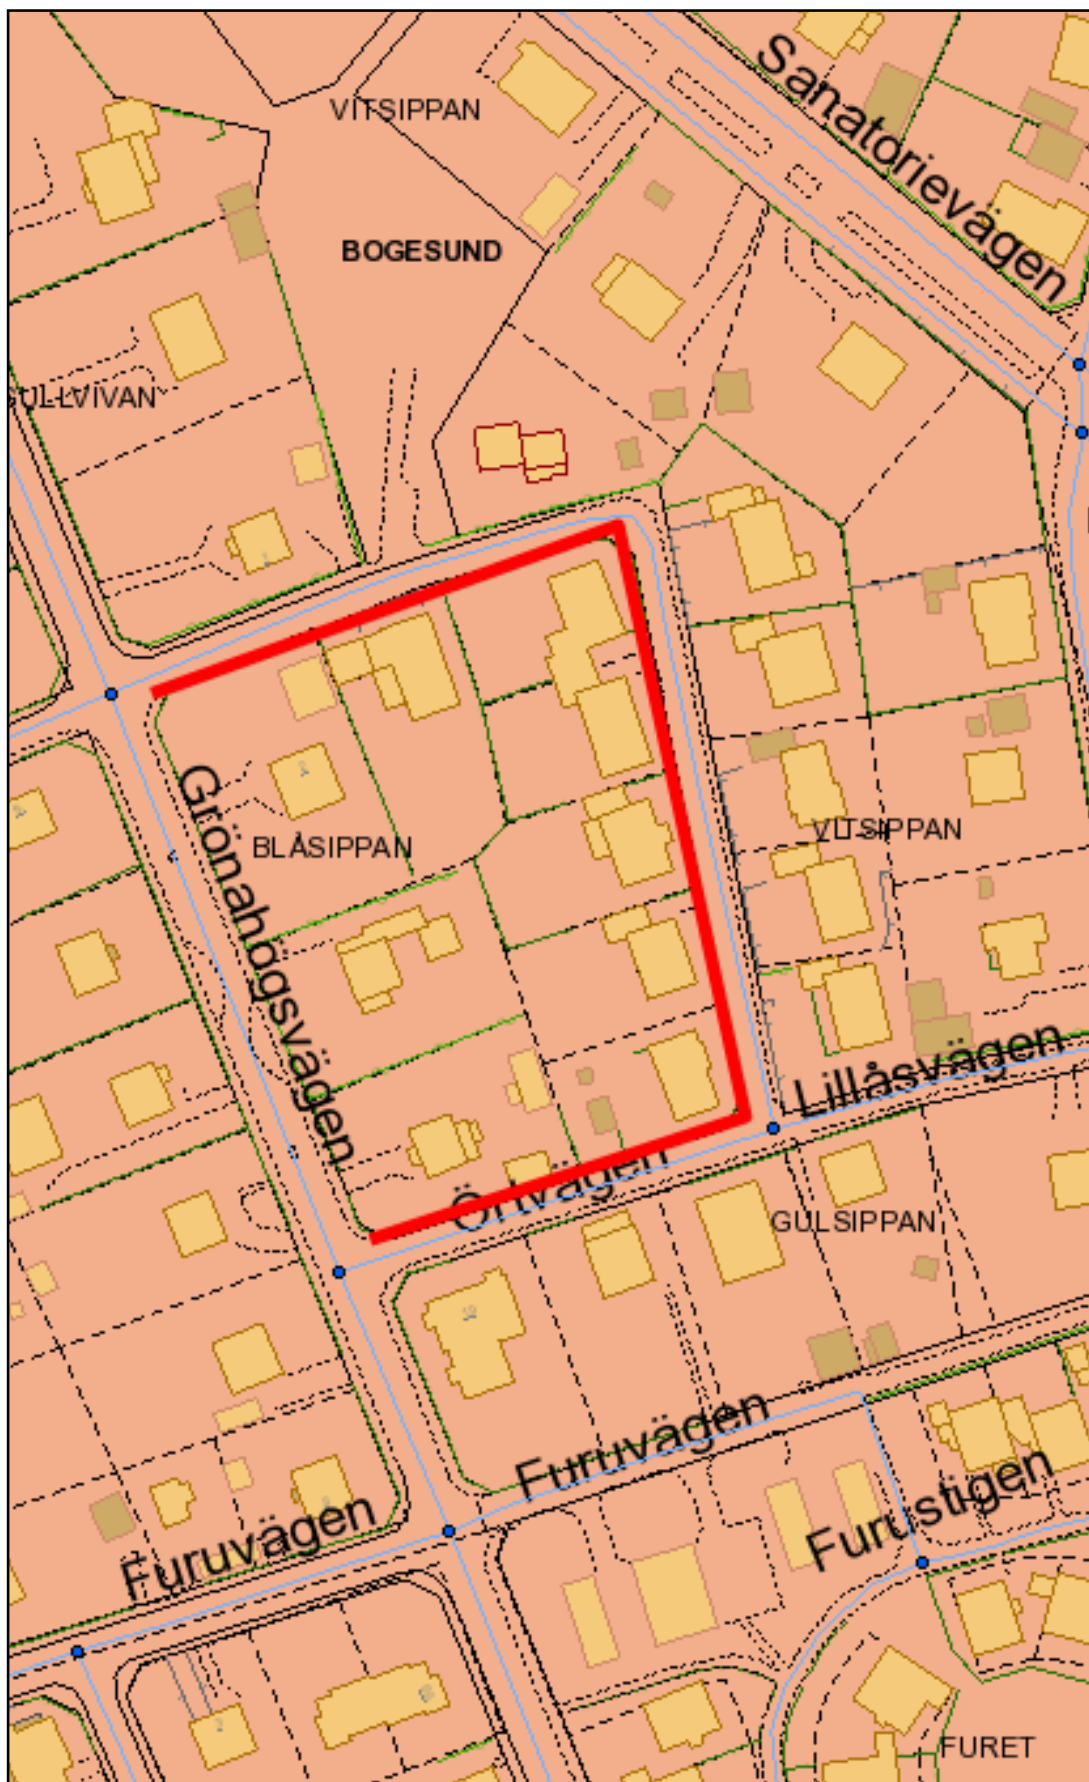 Sanatorievägen
VITSIPPAN
BOGESUND
GULLVIVAN
Grönahögsvägen
BLÅSIPPAN
VITSIPPAN
Lillåsvägen
Örtvägen
GULSIPPAN
Furuvägen
Furustigen
Furuvägen
FURET